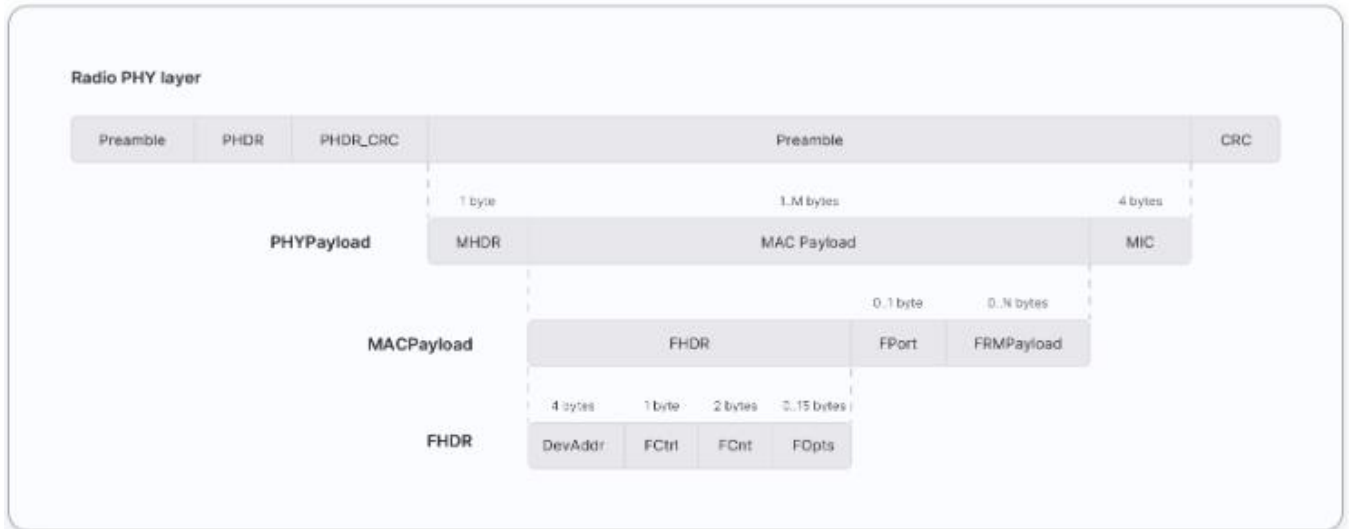 Radio PHY layer
Preamble PHDR PHDR_CRC Preamble CRC
1 byte 1..M bytes 4 bytes
PHYPayload MHDR MAC Payload MIC
0..1 byte 0..N bytes
MACPayload FHDR FPort FRMPayload
4 bytes 1 byte 2 bytes 0..15 bytes
FHDR DevAddr FCtrl FCnt FOpts